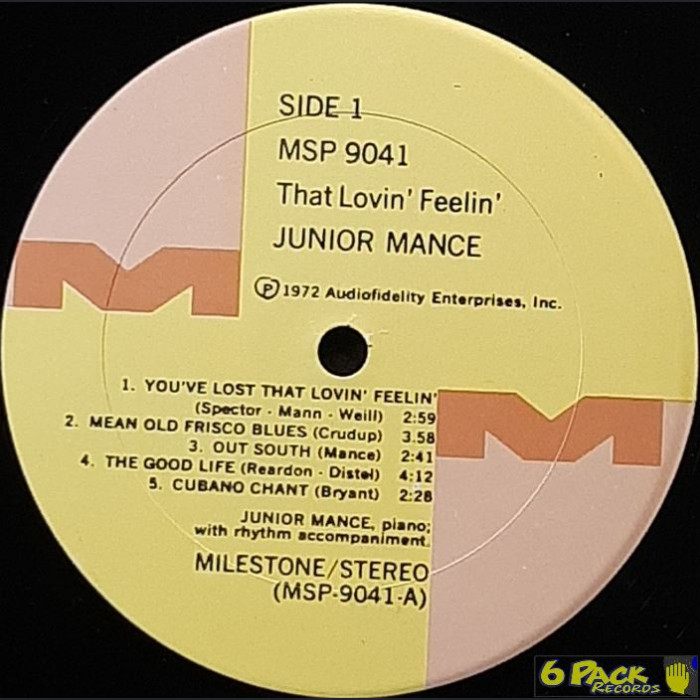 SIDE 1
MSP 9041
That Lovin' Feelin'
JUNIOR MANCE
Ⓟ1972 Audiofidelity Enterprises, Inc.
1. YOU'VE LOST THAT LOVIN' FEELIN'
(Spector - Mann - Weill) 2:59
2. MEAN OLD FRISCO BLUES (Crudup) 3.58
3. OUT SOUTH (Mance) 2:41
4. THE GOOD LIFE (Reardon - Distel) 4:12
5. CUBANO CHANT (Bryant) 2:28
JUNIOR MANCE, piano;
with rhythm accompaniment.
MILESTONE/STEREO
(MSP-9041-A)
6 PACK
RECORDS